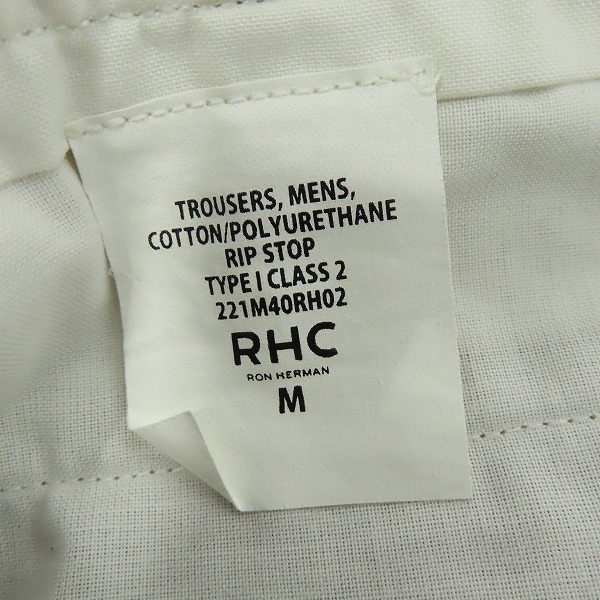 TROUSERS, MENS,
COTTON/POLYURETHANE
RIP STOP
TYPE I CLASS 2
221M40RH02
RHC
RON HERMAN
M